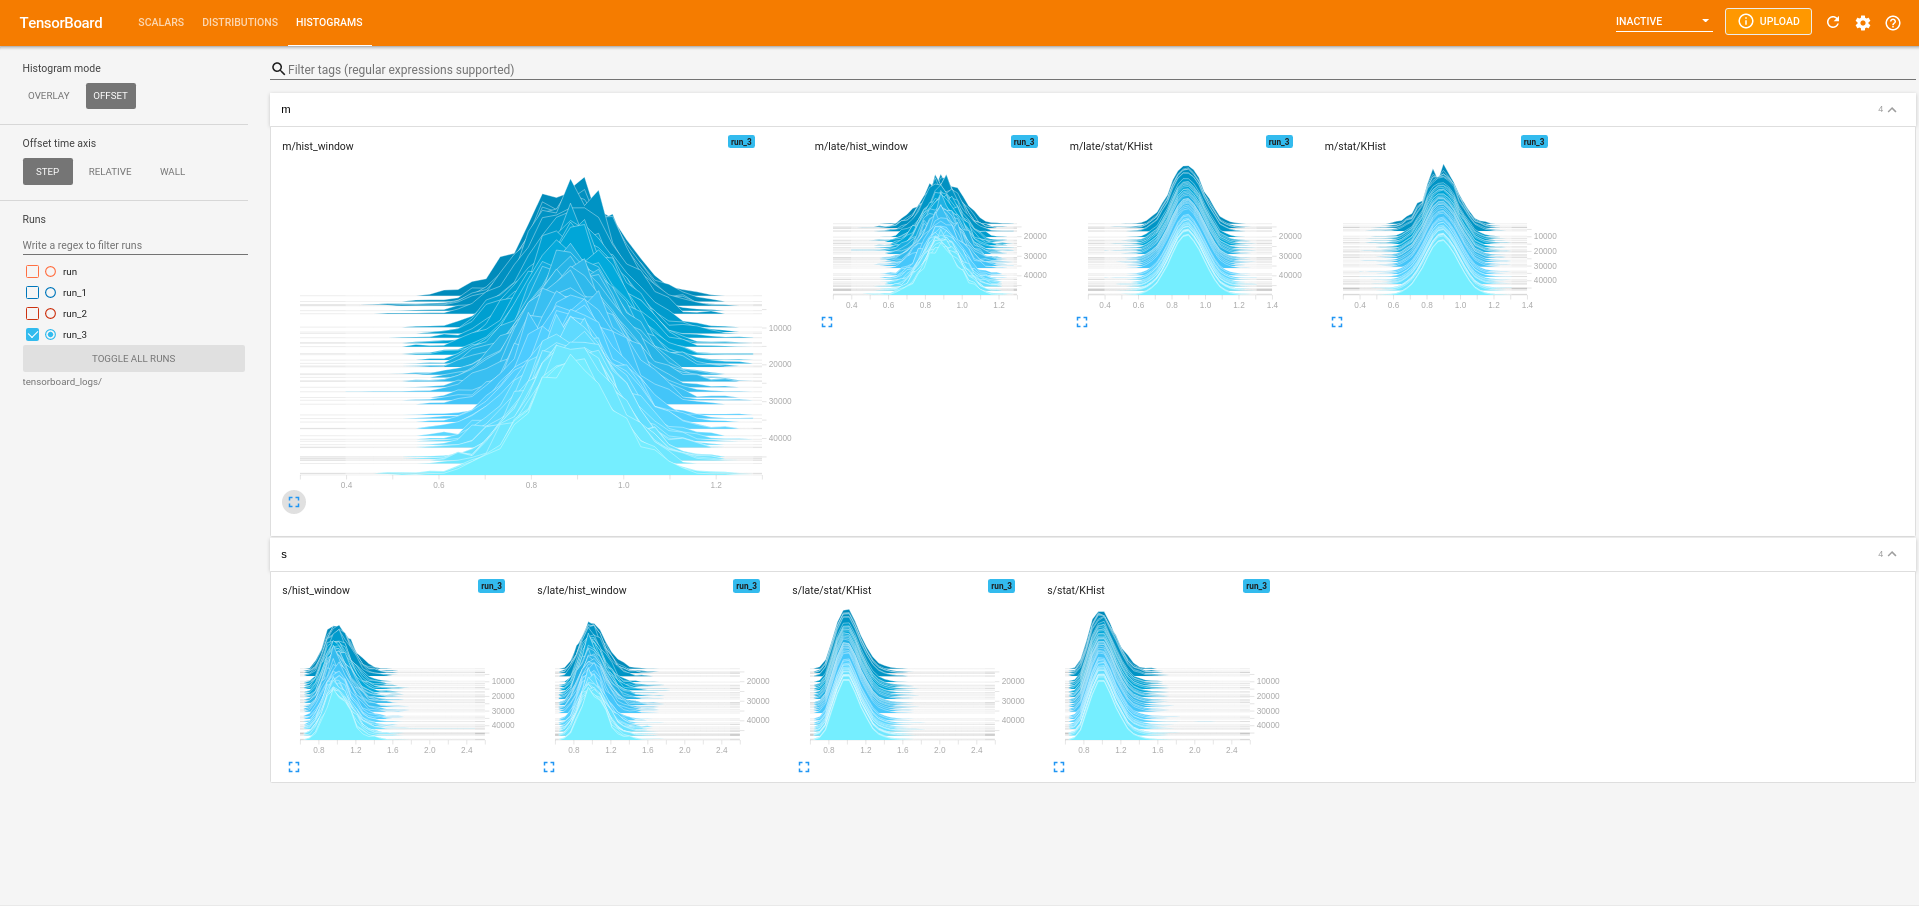 TensorBoard SCALARS DISTRIBUTIONS HISTOGRAMS INACTIVE UPLOAD
Histogram mode
OVERLAY OFFSET
Offset time axis
STEP RELATIVE WALL
Runs
Write a regex to filter runs
run
run_1
run_2
run_3
TOGGLE ALL RUNS
tensorboard_logs/
Filter tags (regular expressions supported)
m 4
m/hist_window run_3
10000
20000
30000
40000
0.4 0.6 0.8 1.0 1.2
m/late/hist_window run_3
20000
30000
40000
0.4 0.6 0.8 1.0 1.2
m/late/stat/KHist run_3
20000
30000
40000
0.4 0.6 0.8 1.0 1.2 1.4
m/stat/KHist run_3
10000
20000
30000
40000
0.4 0.6 0.8 1.0 1.2 1.4
s 4
s/hist_window run_3
10000
20000
30000
40000
0.8 1.2 1.6 2.0 2.4
s/late/hist_window run_3
20000
30000
40000
0.8 1.2 1.6 2.0 2.4
s/late/stat/KHist run_3
20000
30000
40000
0.8 1.2 1.6 2.0 2.4
s/stat/KHist run_3
10000
20000
30000
40000
0.8 1.2 1.6 2.0 2.4